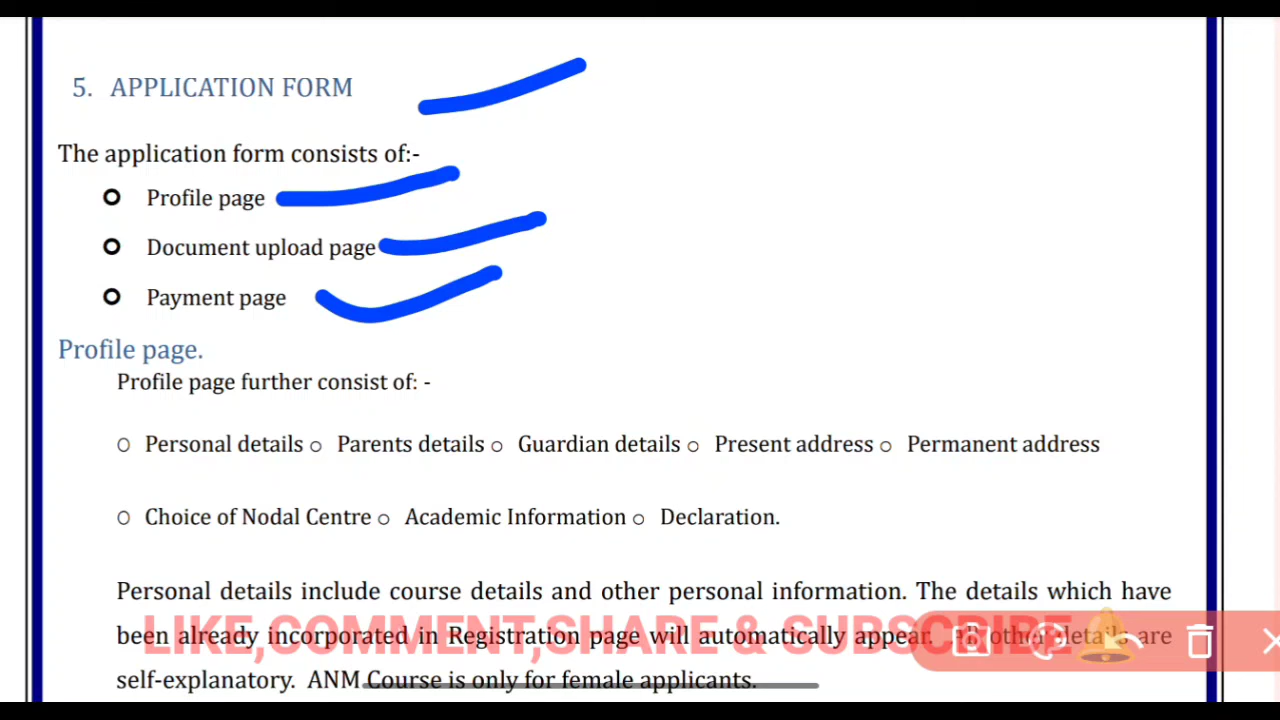 5. APPLICATION FORM
The application form consists of:-
Profile page
Document upload page
Payment page
Profile page.
Profile page further consist of: -
O Personal details o Parents details o Guardian details o Present address o Permanent address
O Choice of Nodal Centre o Academic Information o Declaration.
Personal details include course details and other personal information. The details which have
LIKE,COMMENT,SHARE & SUBSCRIBE
been already incorporated in Registration page will automatically appear. all other details are
self-explanatory. ANM Course is only for female applicants.